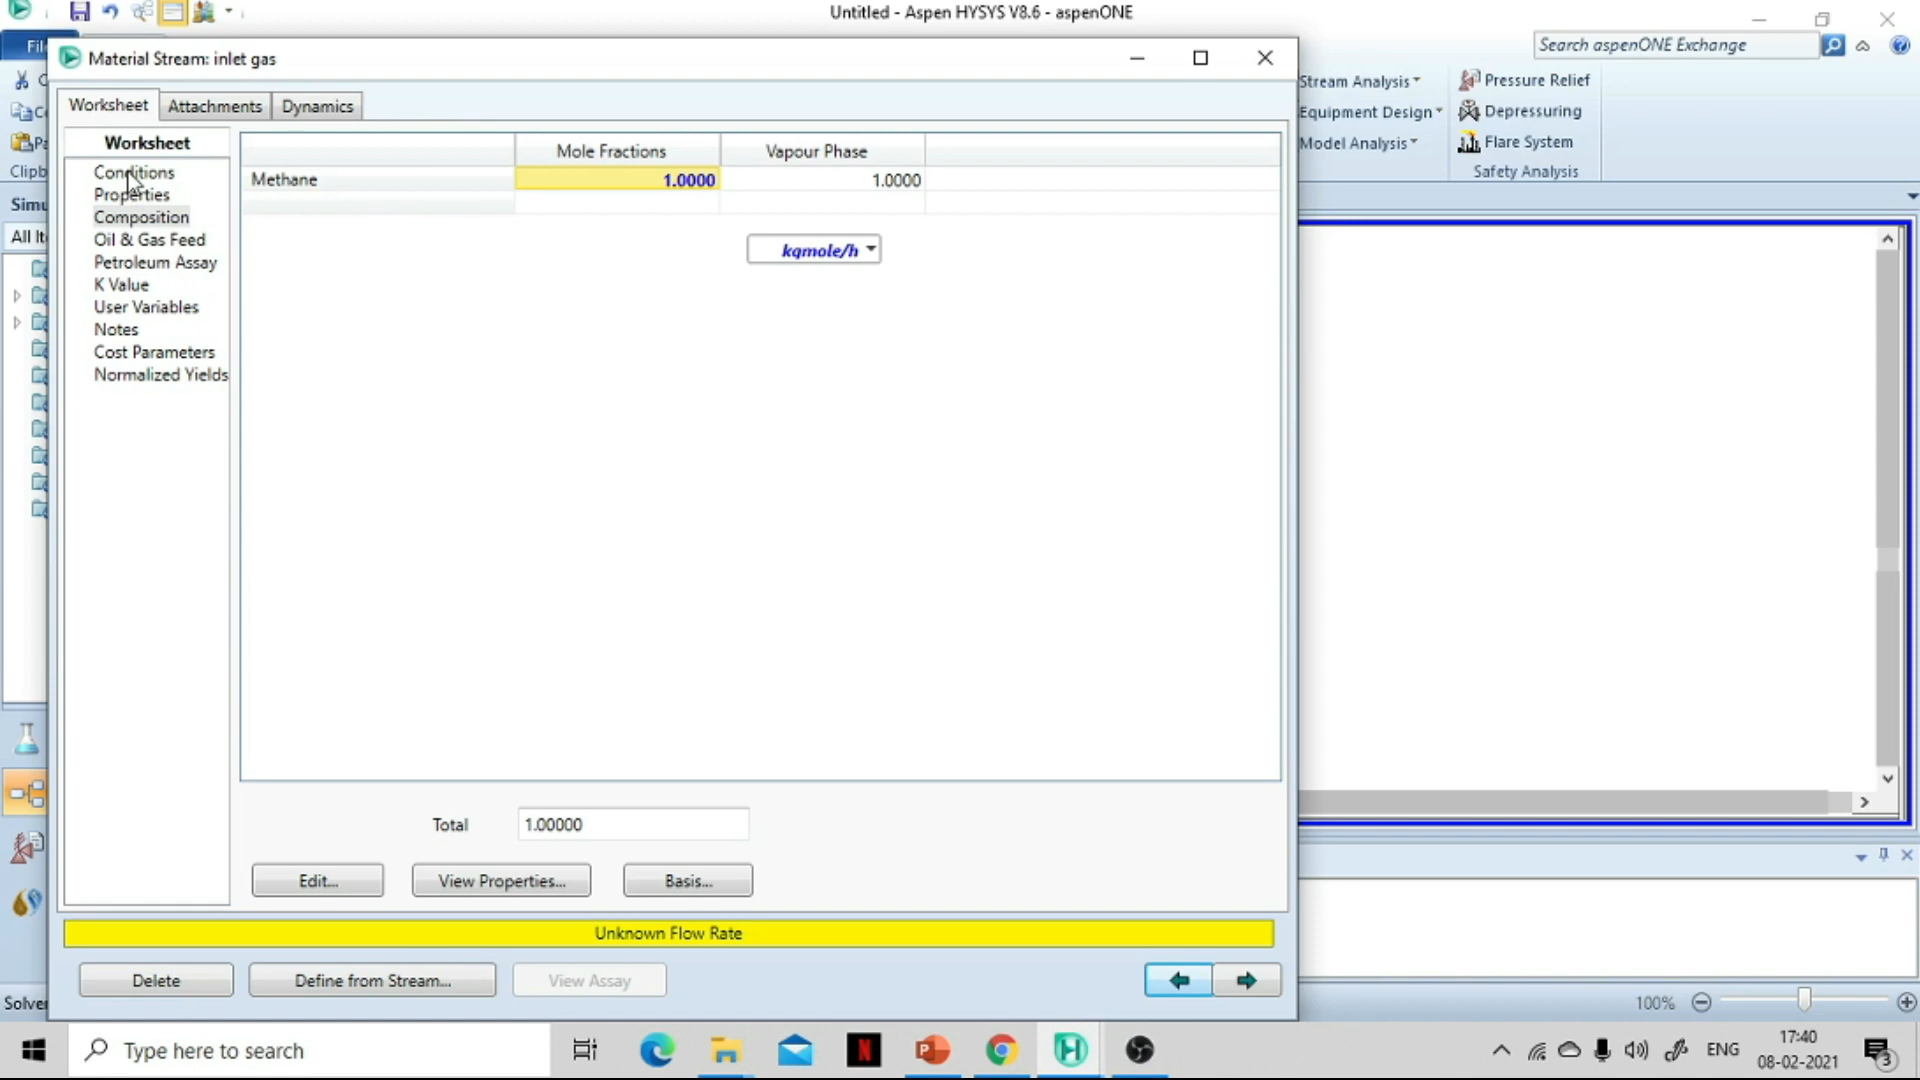 Untitled - Aspen HYSYS V8.6 - aspenONE
Search aspenONE Exchange
Material Stream: inlet gas
Worksheet Attachments Dynamics
Stream Analysis
Equipment Design
Model Analysis
Pressure Relief
Depressuring
Flare System
Safety Analysis
Worksheet
Conditions
Properties
Composition
Oil & Gas Feed
Petroleum Assay
K Value
User Variables
Notes
Cost Parameters
Normalized Yields
Mole Fractions Vapour Phase
Methane 1.0000 1.0000
kgmole/h
Total 1.00000
Edit... View Properties... Basis...
Unknown Flow Rate
Delete Define from Stream... View Assay
100%
Type here to search
ENG
17:40
08-02-2021
3